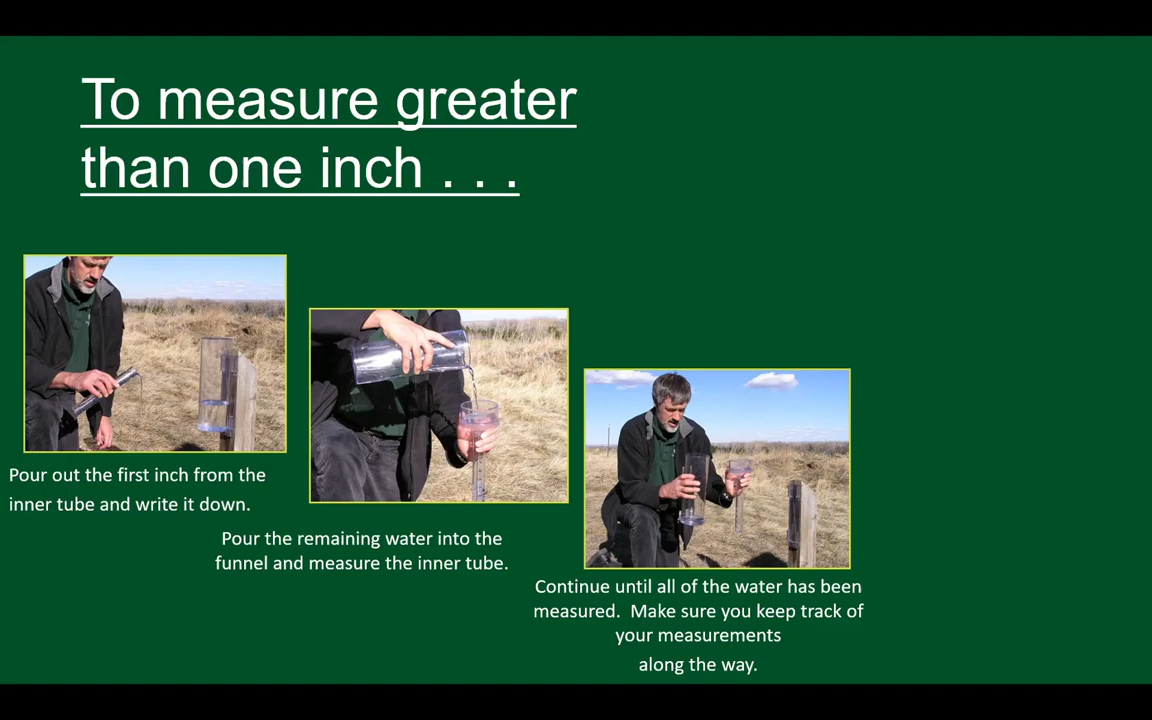 To measure greater
than one inch . . .
Pour out the first inch from the
inner tube and write it down.
Pour the remaining water into the
funnel and measure the inner tube.
Continue until all of the water has been
measured.  Make sure you keep track of
your measurements
along the way.